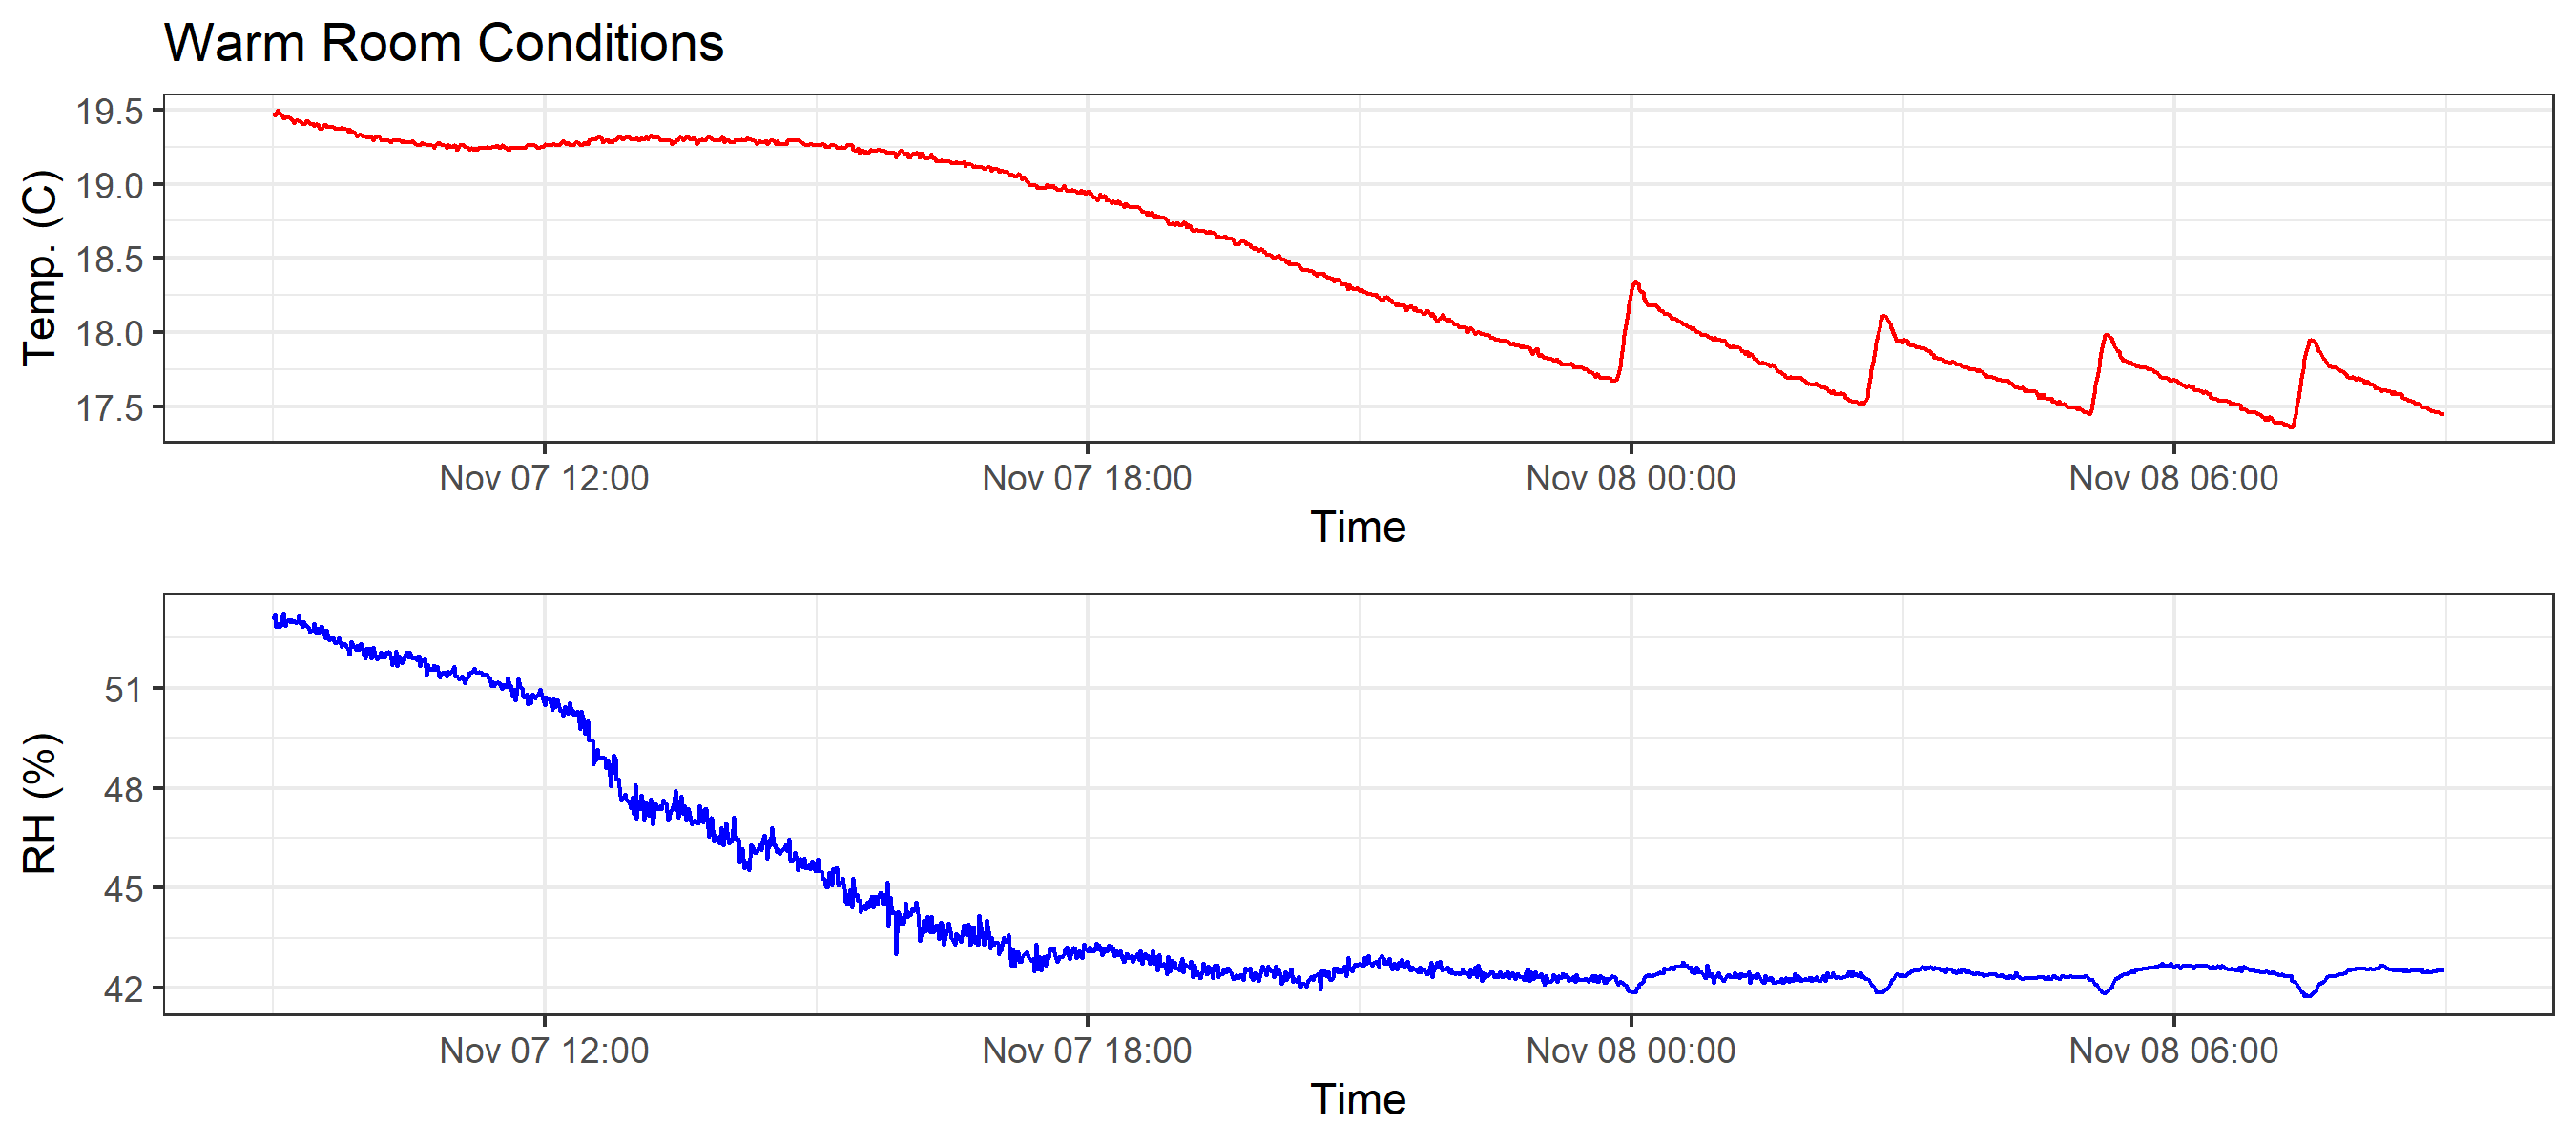 Warm Room Conditions
Temp. (C)
19.5
19.0
18.5
18.0
17.5
Nov 07 12:00 Nov 07 18:00 Nov 08 00:00 Nov 08 06:00
Time
RH (%)
51
48
45
42
Nov 07 12:00 Nov 07 18:00 Nov 08 00:00 Nov 08 06:00
Time